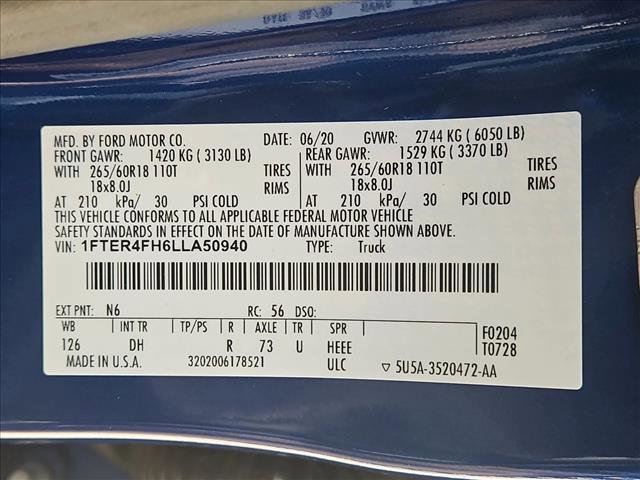 MFD. BY FORD MOTOR CO. DATE: 06/20 GVWR: 2744 KG ( 6050 LB)
FRONT GAWR: 1420 KG ( 3130 LB) REAR GAWR: 1529 KG ( 3370 LB)
WITH 265/60R18 110T TIRES WITH 265/60R18 110T TIRES
18x8.0J RIMS 18x8.0J RIMS
AT 210 kPa/ 30 PSI COLD AT 210 kPa/ 30 PSI COLD
THIS VEHICLE CONFORMS TO ALL APPLICABLE FEDERAL MOTOR VEHICLE
SAFETY STANDARDS IN EFFECT ON THE DATE OF MANUFACTURE SHOWN ABOVE.
VIN: 1FTER4FH6LLA50940 TYPE: Truck
EXT PNT: N6 RC: 56 DSO:
WB INT TR TP/PS R AXLE TR SPR F0204
126 DH R 73 U HEEE T0728
MADE IN U.S.A. 3202006178521 ULC ▽ 5U5A-3520472-AA